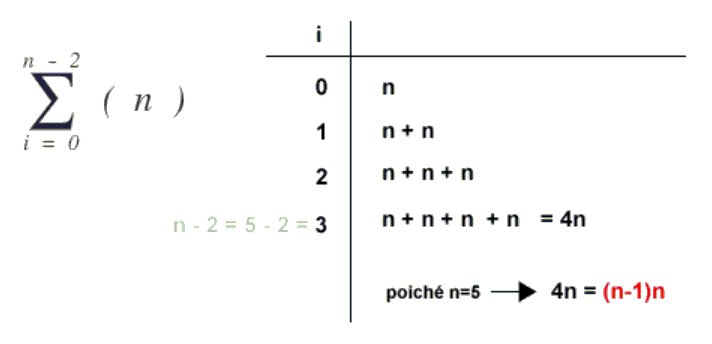 i
n - 2
∑ ( n )
i = 0
0 n
1 n + n
2 n + n + n
n - 2 = 5 - 2 = 3 n + n + n + n = 4n
poiché n=5 → 4n = (n-1)n